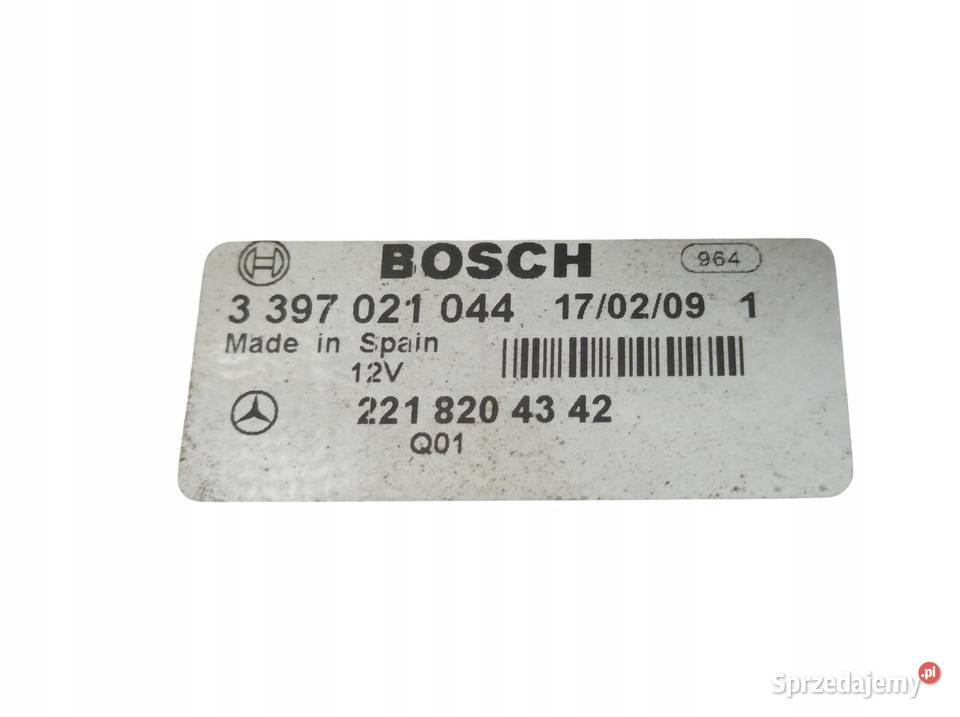 BOSCH 964
3 397 021 044 17/02/09 1
Made in Spain
12V
221 820 43 42
Q01
Sprzedajemy.pl